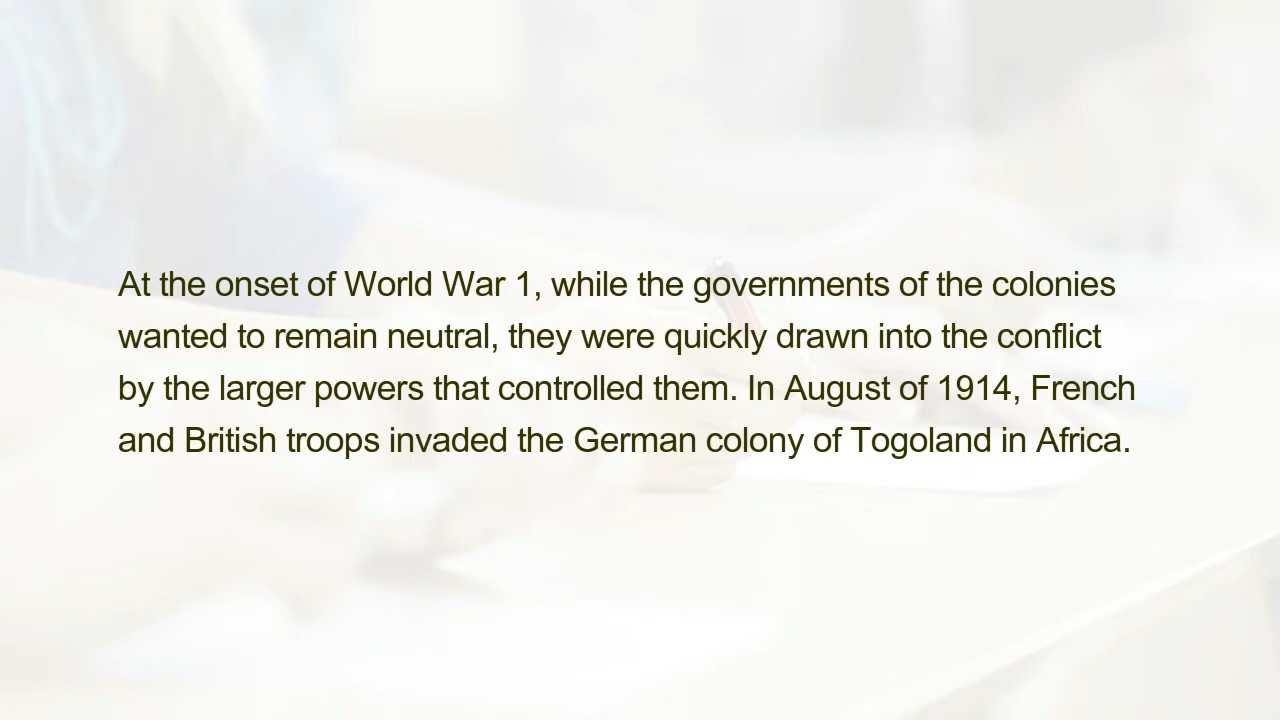 At the onset of World War 1, while the governments of the colonies
wanted to remain neutral, they were quickly drawn into the conflict
by the larger powers that controlled them. In August of 1914, French
and British troops invaded the German colony of Togoland in Africa.